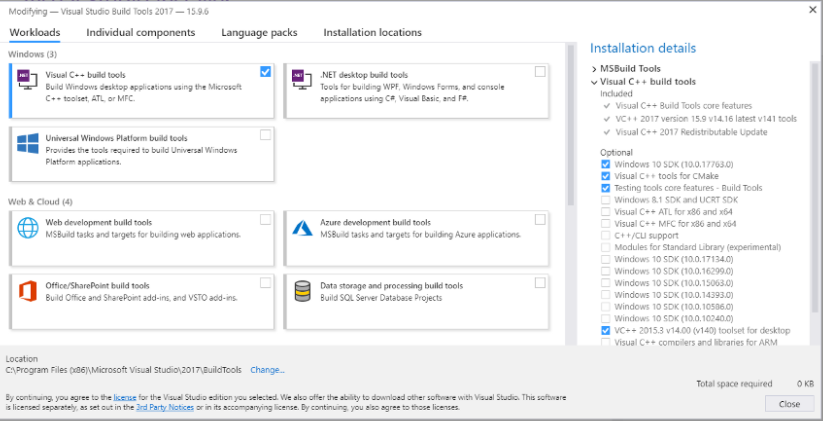 Modifying — Visual Studio Build Tools 2017 — 15.9.6
Workloads
Individual components
Language packs
Installation locations
Windows (3)
Visual C++ build tools
Build Windows desktop applications using the Microsoft
C++ toolset, ATL, or MFC.
.NET desktop build tools
Tools for building WPF, Windows Forms, and console
applications using C#, Visual Basic, and F#.
Universal Windows Platform build tools
Provides the tools required to build Universal Windows
Platform applications.
Web & Cloud (4)
Web development build tools
MSBuild tasks and targets for building web applications.
Azure development build tools
MSBuild tasks and targets for building Azure applications.
Office/SharePoint build tools
Build Office and SharePoint add-ins, and VSTO add-ins.
Data storage and processing build tools
Build SQL Server Database Projects
Installation details
MSBuild Tools
Visual C++ build tools
Included
Visual C++ Build Tools core features
VC++ 2017 version 15.9 v14.16 latest v141 tools
Visual C++ 2017 Redistributable Update
Optional
Windows 10 SDK (10.0.17763.0)
Visual C++ tools for CMake
Testing tools core features - Build Tools
Windows 8.1 SDK and UCRT SDK
Visual C++ ATL for x86 and x64
Visual C++ MFC for x86 and x64
C++/CLI support
Modules for Standard Library (experimental)
Windows 10 SDK (10.0.17134.0)
Windows 10 SDK (10.0.16299.0)
Windows 10 SDK (10.0.15063.0)
Windows 10 SDK (10.0.14393.0)
Windows 10 SDK (10.0.10586.0)
Windows 10 SDK (10.0.10240.0)
VC++ 2015.3 v14.00 (v140) toolset for desktop
Visual C++ compilers and libraries for ARM
Location
C:\Program Files (x86)\Microsoft Visual Studio\2017\BuildTools Change...
Total space required 0 KB
By continuing, you agree to the license for the Visual Studio edition you selected. We also offer the ability to download other software with Visual Studio. This software
is licensed separately, as set out in the 3rd Party Notices or in its accompanying license. By continuing, you also agree to those licenses.
Close